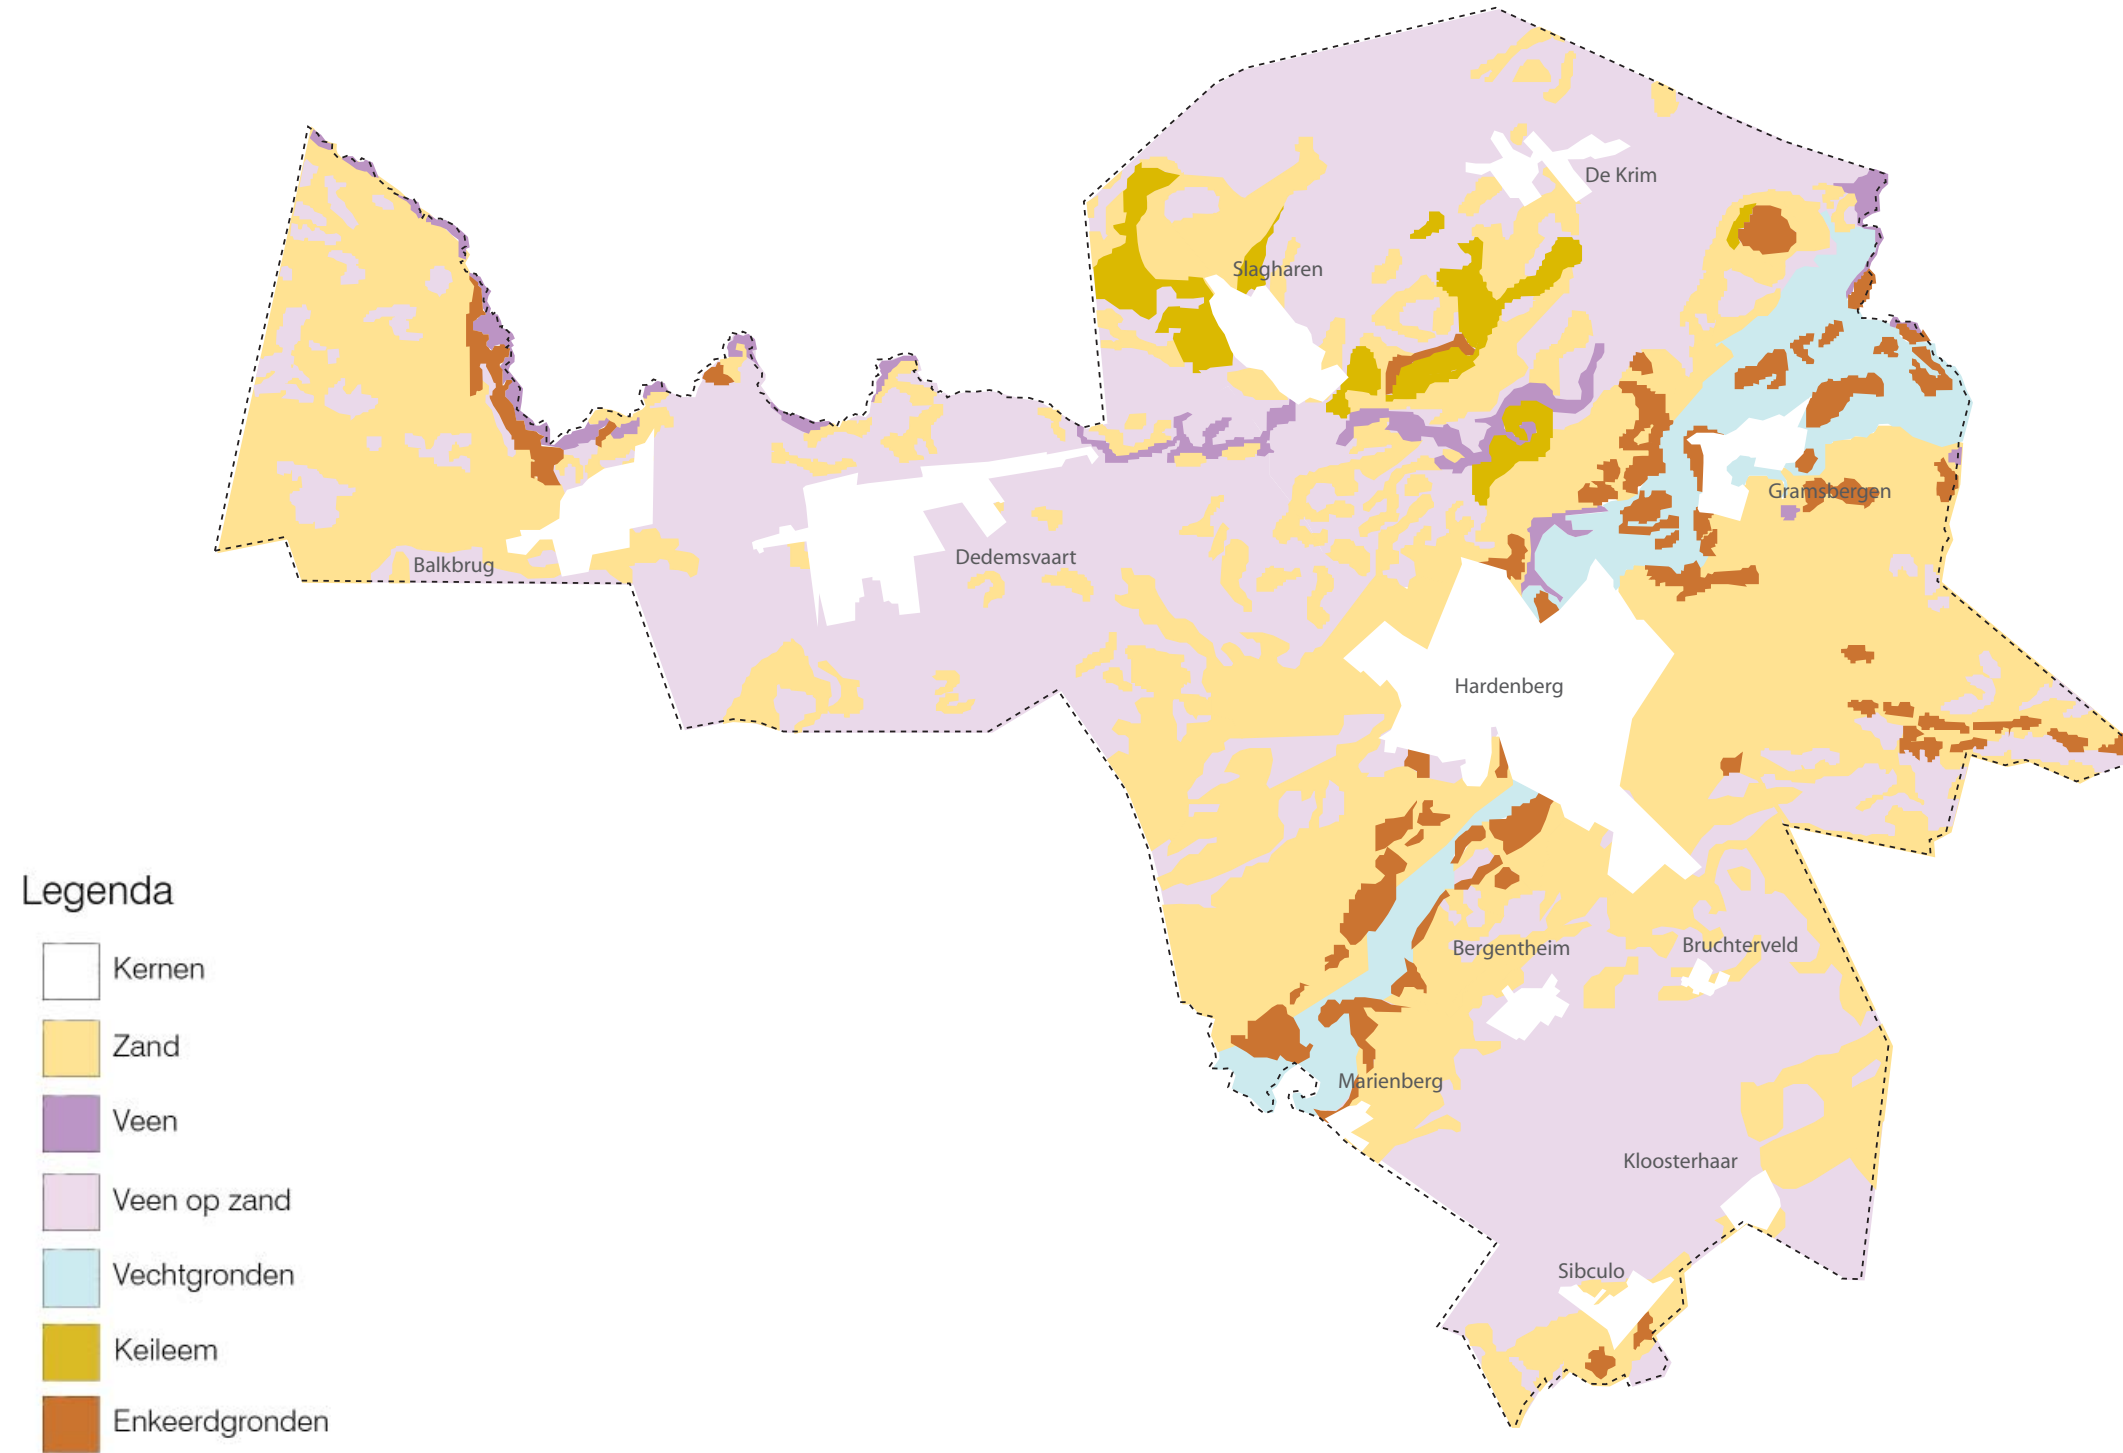 De Krim
Slagharen
Gramsbergen
Balkbrug
Dedemsvaart
Hardenberg
Bergentheim
Bruchterveld
Marienberg
Kloosterhaar
Sibculo
Legenda
Kernen
Zand
Veen
Veen op zand
Vechtgronden
Keileem
Enkeerdgronden